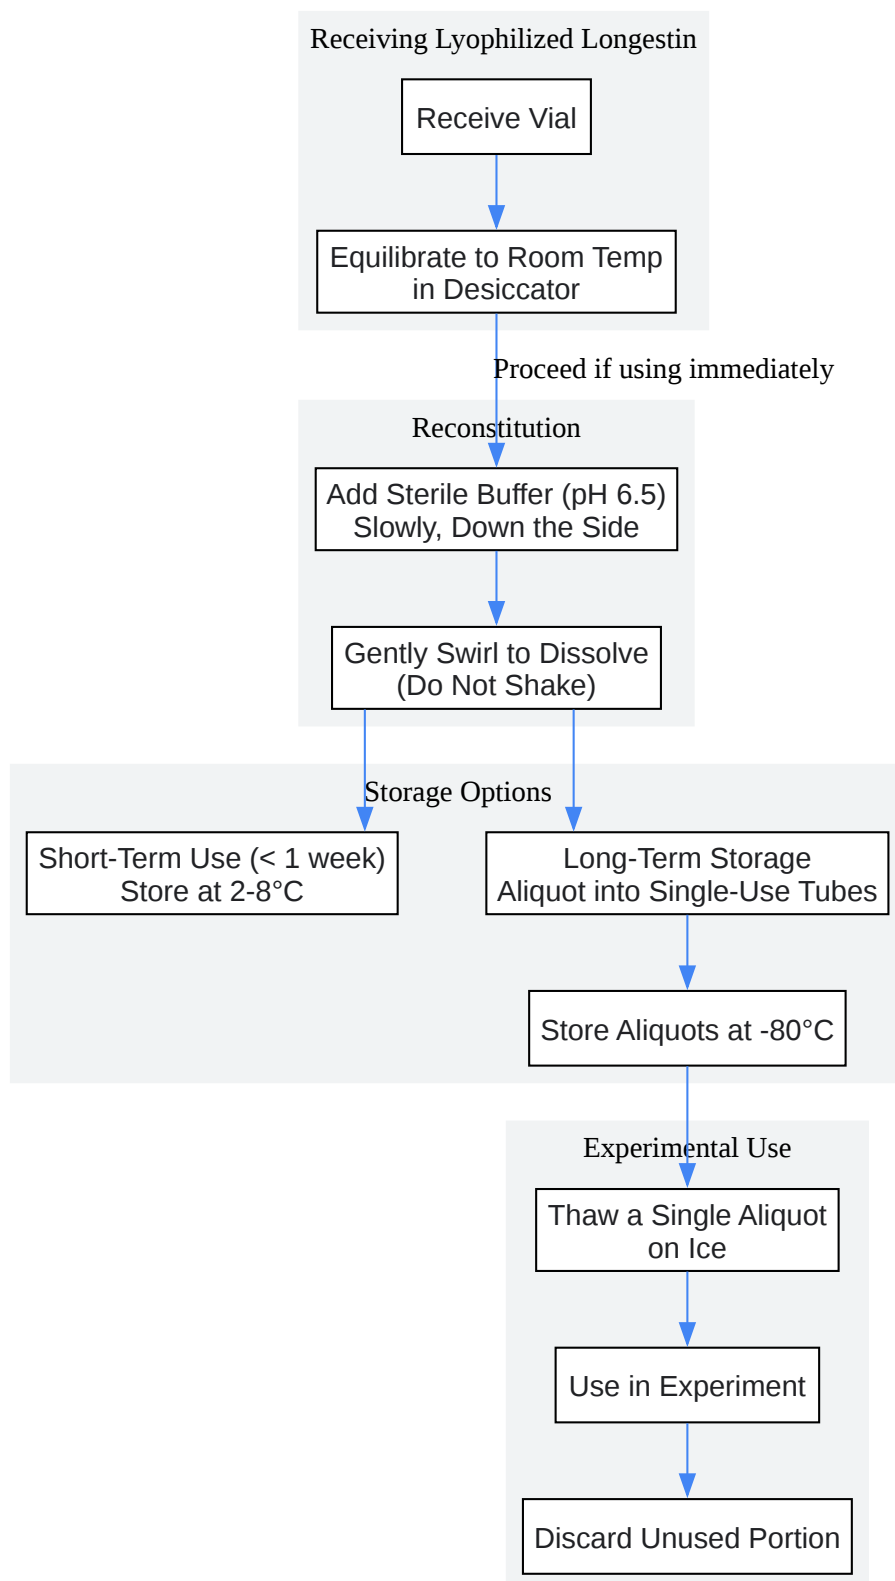 Receiving Lyophilized Longestin
Receive Vial
Equilibrate to Room Temp
in Desiccator
Proceed if using immediately
Reconstitution
Add Sterile Buffer (pH 6.5)
Slowly, Down the Side
Gently Swirl to Dissolve
(Do Not Shake)
Storage Options
Short-Term Use (< 1 week)
Store at 2-8°C
Long-Term Storage
Aliquot into Single-Use Tubes
Store Aliquots at -80°C
Experimental Use
Thaw a Single Aliquot
on Ice
Use in Experiment
Discard Unused Portion